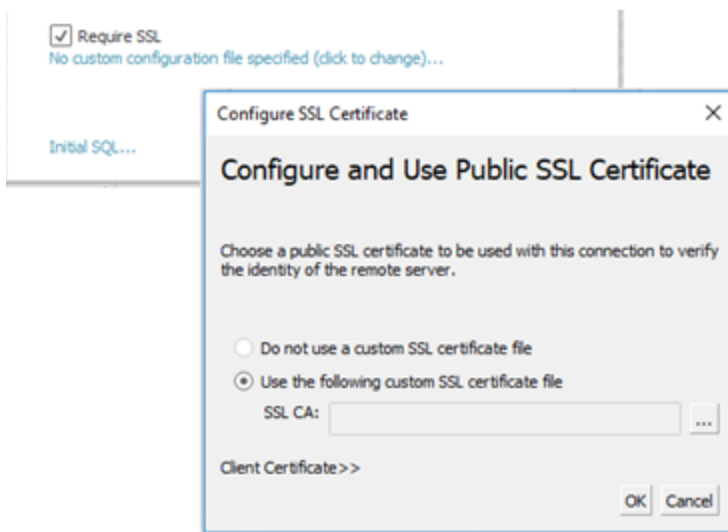 Require SSL
No custom configuration file specified (click to change)...
Initial SQL...
Configure SSL Certificate
Configure and Use Public SSL Certificate
Choose a public SSL certificate to be used with this connection to verify
the identity of the remote server.
Do not use a custom SSL certificate file
Use the following custom SSL certificate file
SSL CA:
...
Client Certificate>>
OK Cancel